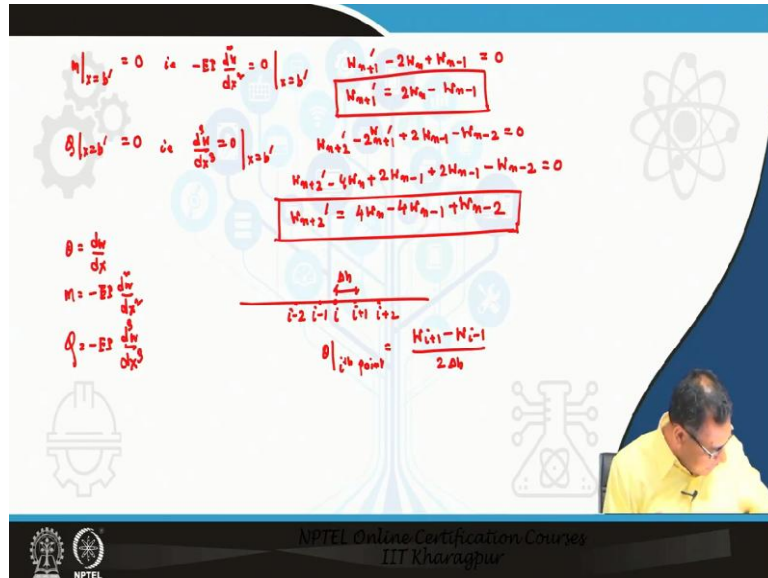 M|ₓ₌b' = 0 ie -EI d²w/dx² = 0|ₓ₌b' wₙ₊₁' - 2wₙ + wₙ₋₁ = 0
wₙ₊₁' = 2wₙ - wₙ₋₁
Q|ₓ₌b' = 0 ie d³w/dx³ = 0|ₓ₌b' wₙ₊₂' - 2wₙ₊₁' + 2wₙ₋₁ - wₙ₋₂ = 0
wₙ₊₂' - 4wₙ + 2wₙ₋₁ + 2wₙ₋₁ - wₙ₋₂ = 0
wₙ₊₂' = 4wₙ - 4wₙ₋₁ + wₙ₋₂
θ = dw/dx
M = -EI d²w/dx²
Δh
i-2 i-1 i i+1 i+2
Q = -EI d³w/dx³
θ|ᵢth point = (wᵢ₊₁ - wᵢ₋₁)/2Δh
NPTEL Online Certification Courses
IIT Kharagpur
NPTEL